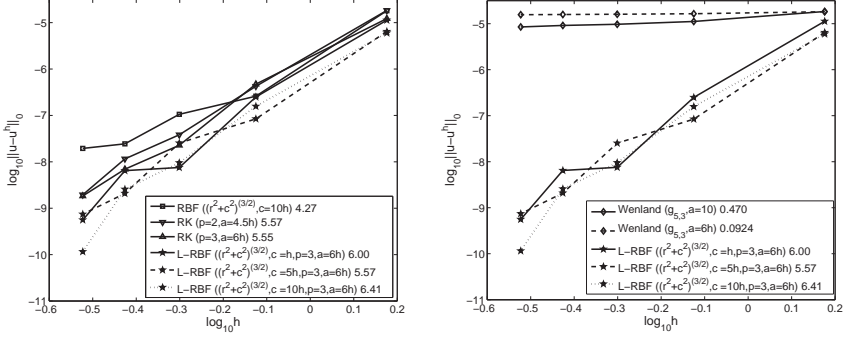 −5
−6
−7
−8
−9
−10
−11
log₁₀||u−uʰ||₀
RBF ((r²+c²)^(3/2),c=10h) 4.27
RK (p=2,a=4.5h) 5.57
RK (p=3,a=6h) 5.55
L−RBF ((r²+c²)^(3/2),c =h,p=3,a=6h) 6.00
L−RBF ((r²+c²)^(3/2),c =5h,p=3,a=6h) 5.57
L−RBF ((r²+c²)^(3/2),c =10h,p=3,a=6h) 6.41
−0.6 −0.5 −0.4 −0.3 −0.2 −0.1 0 0.1 0.2
log₁₀h
−5
−6
−7
−8
−9
−10
−11
log₁₀||u−uʰ||₀
Wenland (g₅,₃,a=10) 0.470
Wenland (g₅,₃,a=6h) 0.0924
L−RBF ((r²+c²)^(3/2),c =h,p=3,a=6h) 6.00
L−RBF ((r²+c²)^(3/2),c =5h,p=3,a=6h) 5.57
L−RBF ((r²+c²)^(3/2),c =10h,p=3,a=6h) 6.41
−0.6 −0.5 −0.4 −0.3 −0.2 −0.1 0 0.1 0.2
log₁₀h